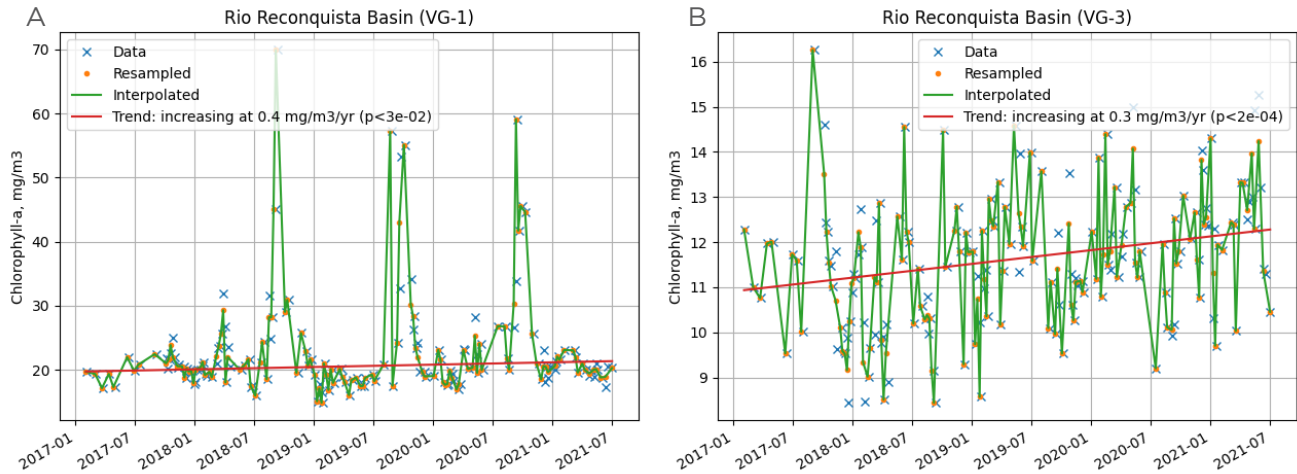 A
Rio Reconquista Basin (VG-1)
Data
Resampled
Interpolated
Trend: increasing at 0.4 mg/m3/yr (p<3e-02)
Chlorophyll-a, mg/m3
70
60
50
40
30
20
2017-01
2017-07
2018-01
2018-07
2019-01
2019-07
2020-01
2020-07
2021-01
2021-07
B
Rio Reconquista Basin (VG-3)
Data
Resampled
Interpolated
Trend: increasing at 0.3 mg/m3/yr (p<2e-04)
Chlorophyll-a, mg/m3
16
15
14
13
12
11
10
9
2017-01
2017-07
2018-01
2018-07
2019-01
2019-07
2020-01
2020-07
2021-01
2021-07